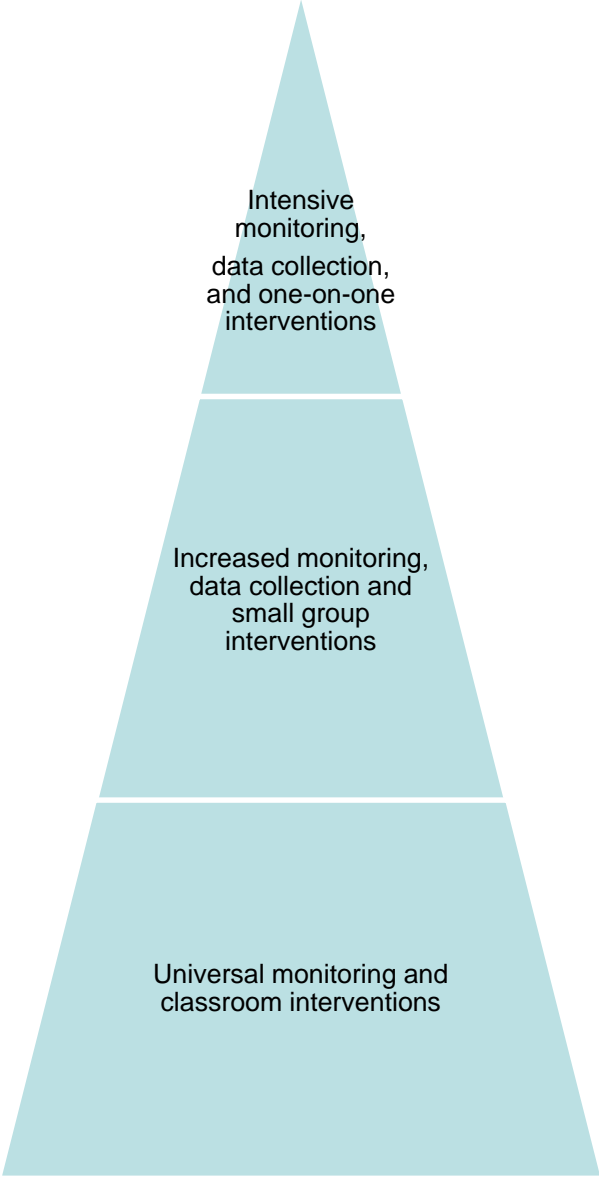 Intensive
monitoring,
data collection,
and one-on-one
interventions
Increased monitoring,
data collection and
small group
interventions
Universal monitoring and
classroom interventions